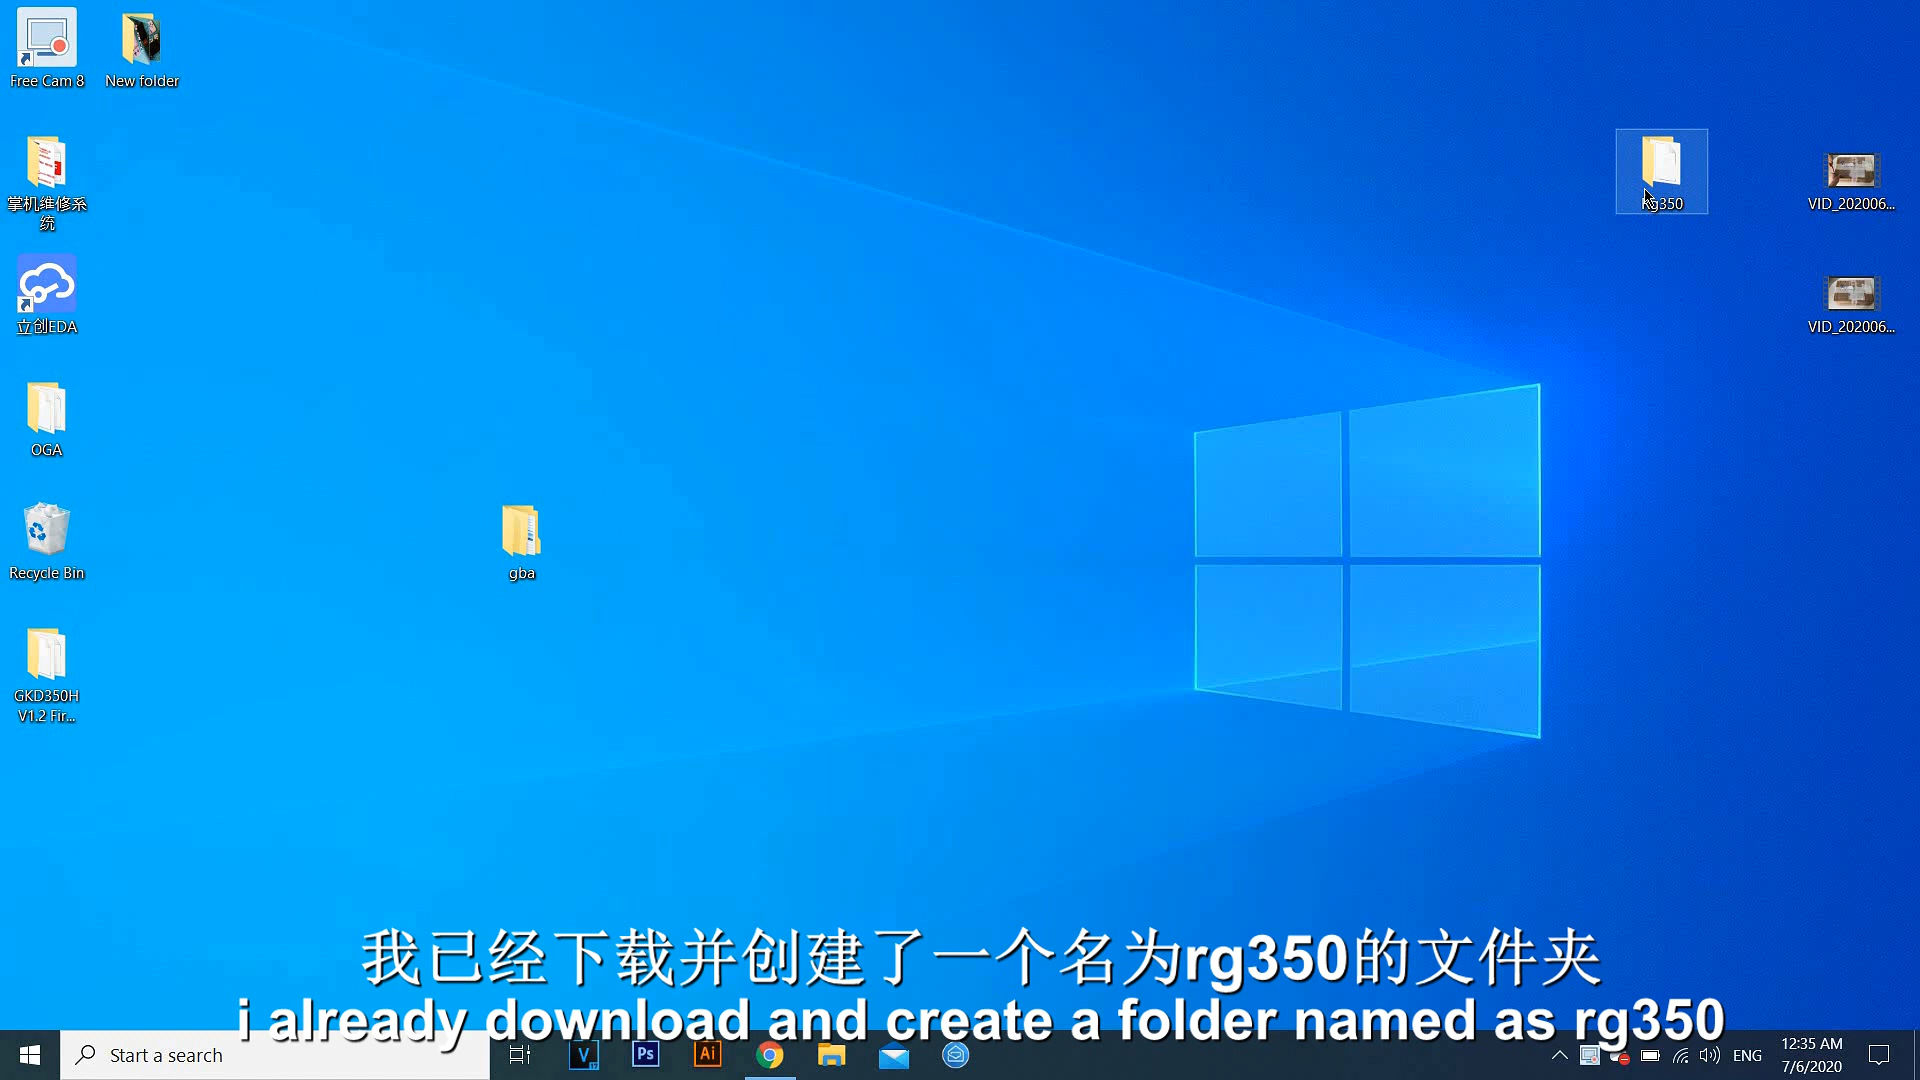 Free Cam 8
New folder
掌机维修系
统
立创EDA
OGA
Recycle Bin
GKD350H
V1.2 Fir...
gba
Rg350
VID_202006...
VID_202006...
我已经下载并创建了一个名为rg350的文件夹
i already download and create a folder named as rg350
Start a search
V
17
Ps
Ai
ENG
12:35 AM
7/6/2020